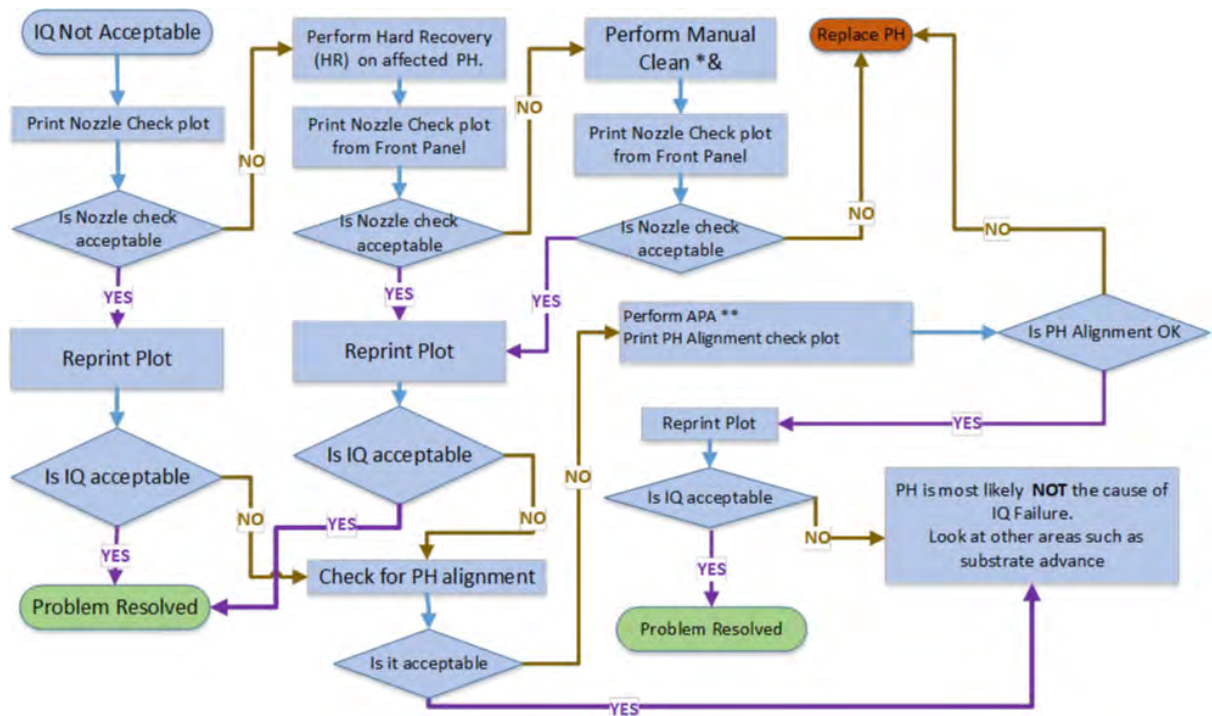 IQ Not Acceptable
Print Nozzle Check plot
Is Nozzle check
acceptable
YES
NO
Reprint Plot
Is IQ acceptable
NO
YES
Problem Resolved
Perform Hard Recovery
(HR) on affected PH.
Print Nozzle Check plot
from Front Panel
Is Nozzle check
acceptable
YES
NO
Reprint Plot
Is IQ acceptable
YES
NO
Check for PH alignment
Is it acceptable
NO
YES
Perform Manual
Clean *&
Print Nozzle Check plot
from Front Panel
Is Nozzle check
acceptable
YES
NO
Replace PH
Perform APA **
Print PH Alignment check plot
Is PH Alignment OK
NO
YES
Reprint Plot
Is IQ acceptable
YES
NO
Problem Resolved
PH is most likely NOT the cause of
IQ Failure.
Look at other areas such as
substrate advance